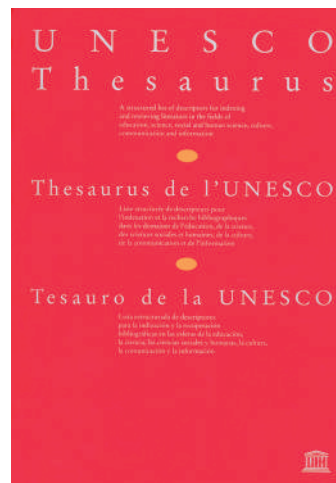 UNESCO
Thesaurus
A structured list of descriptors for indexing
and retrieving literature in the fields of
education, science, social and human science, culture,
communication and information
Thesaurus de l'UNESCO
Liste structurée de descripteurs pour
l'indexation et la recherche bibliographiques
dans les domaines de l'éducation, de la science,
des sciences sociales et humaines, de la culture,
de la communication et de l'information
Tesauro de la UNESCO
Lista estructurada de descriptores
para la indización y la recuperación
bibliográficas en las esferas de la educación,
la ciencia, las ciencias sociales y humanas, la cultura,
la comunicación y la información